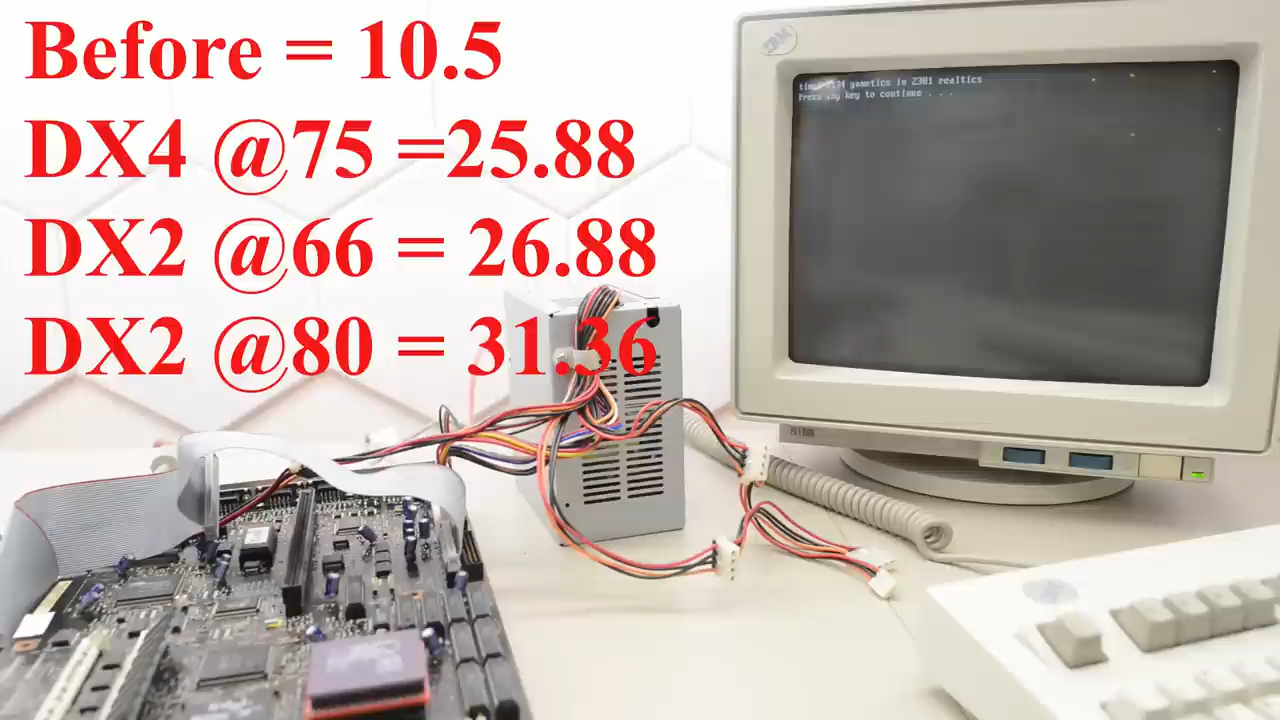 Before = 10.5
DX4 @75 =25.88
DX2 @66 = 26.88
DX2 @80 = 31.36
IBM
gametics in 2381 realtics
Press any key to continue . . .